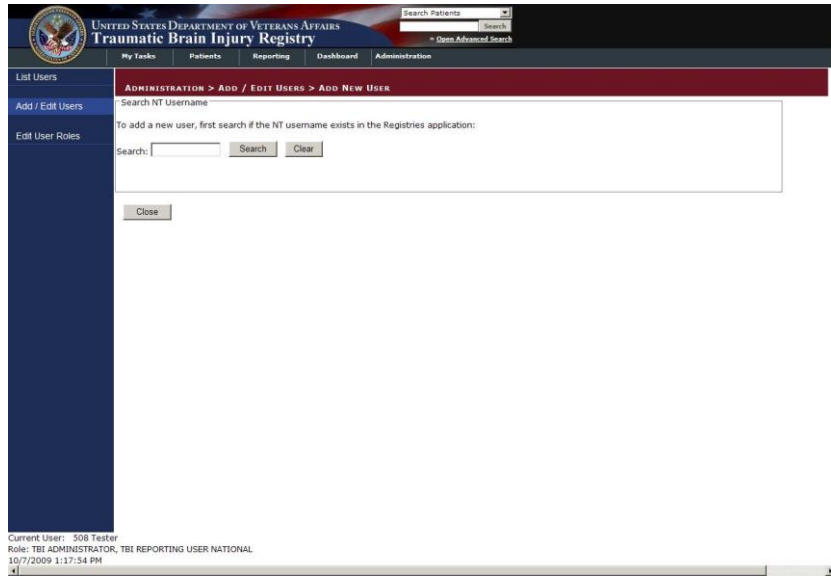 Search Patients
UNITED STATES DEPARTMENT OF VETERANS AFFAIRS
Search
Traumatic Brain Injury Registry
» Open Advanced Search
My Tasks Patients Reporting Dashboard Administration
List Users
ADMINISTRATION > ADD / EDIT USERS > ADD NEW USER
Add / Edit Users
Search NT Username
To add a new user, first search if the NT username exists in the Registries application:
Edit User Roles
Search: Search Clear
Close
Current User: 508 Tester
Role: TBI ADMINISTRATOR, TBI REPORTING USER NATIONAL
10/7/2009 1:17:54 PM